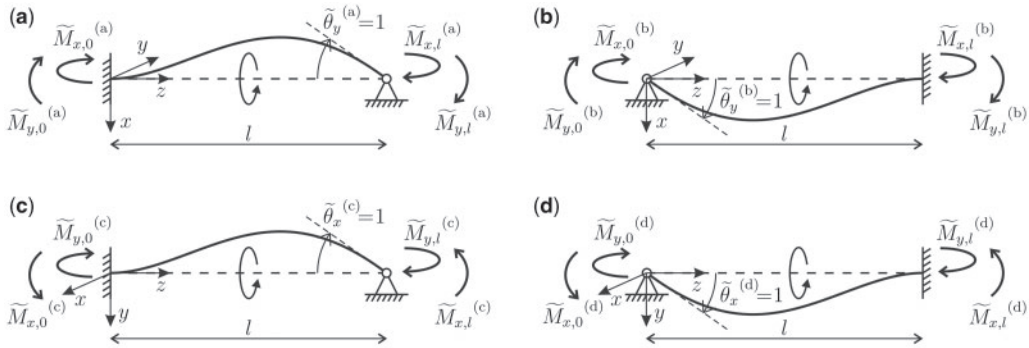 (a)
M̃x,0(a)
θ̃y(a)=1
M̃x,l(a)
y
z
M̃y,0(a)
x
M̃y,l(a)
l
(b)
M̃x,0(b)
M̃x,l(b)
y
z
M̃y,0(b)
θ̃y(b)=1
x
M̃y,l(b)
l
(c)
M̃y,0(c)
θ̃x(c)=1
M̃y,l(c)
z
x
M̃x,0(c)
y
M̃x,l(c)
l
(d)
M̃y,0(d)
M̃y,l(d)
z
x
M̃x,0(d)
θ̃x(d)=1
y
M̃x,l(d)
l